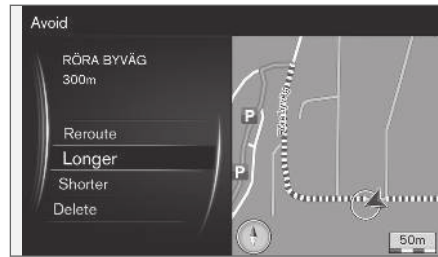 Avoid
RÖRA BYVÄG
300m
Reroute
Longer
Shorter
Delete
P
P
50m